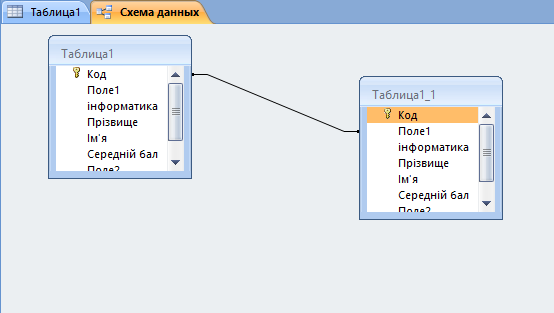 Таблица1
Схема данных
Таблица1
Код
Поле1
інформатика
Прізвище
Ім'я
Середній бал
Поле2
Таблица1_1
Код
Поле1
інформатика
Прізвище
Ім'я
Середній бал
Поле2